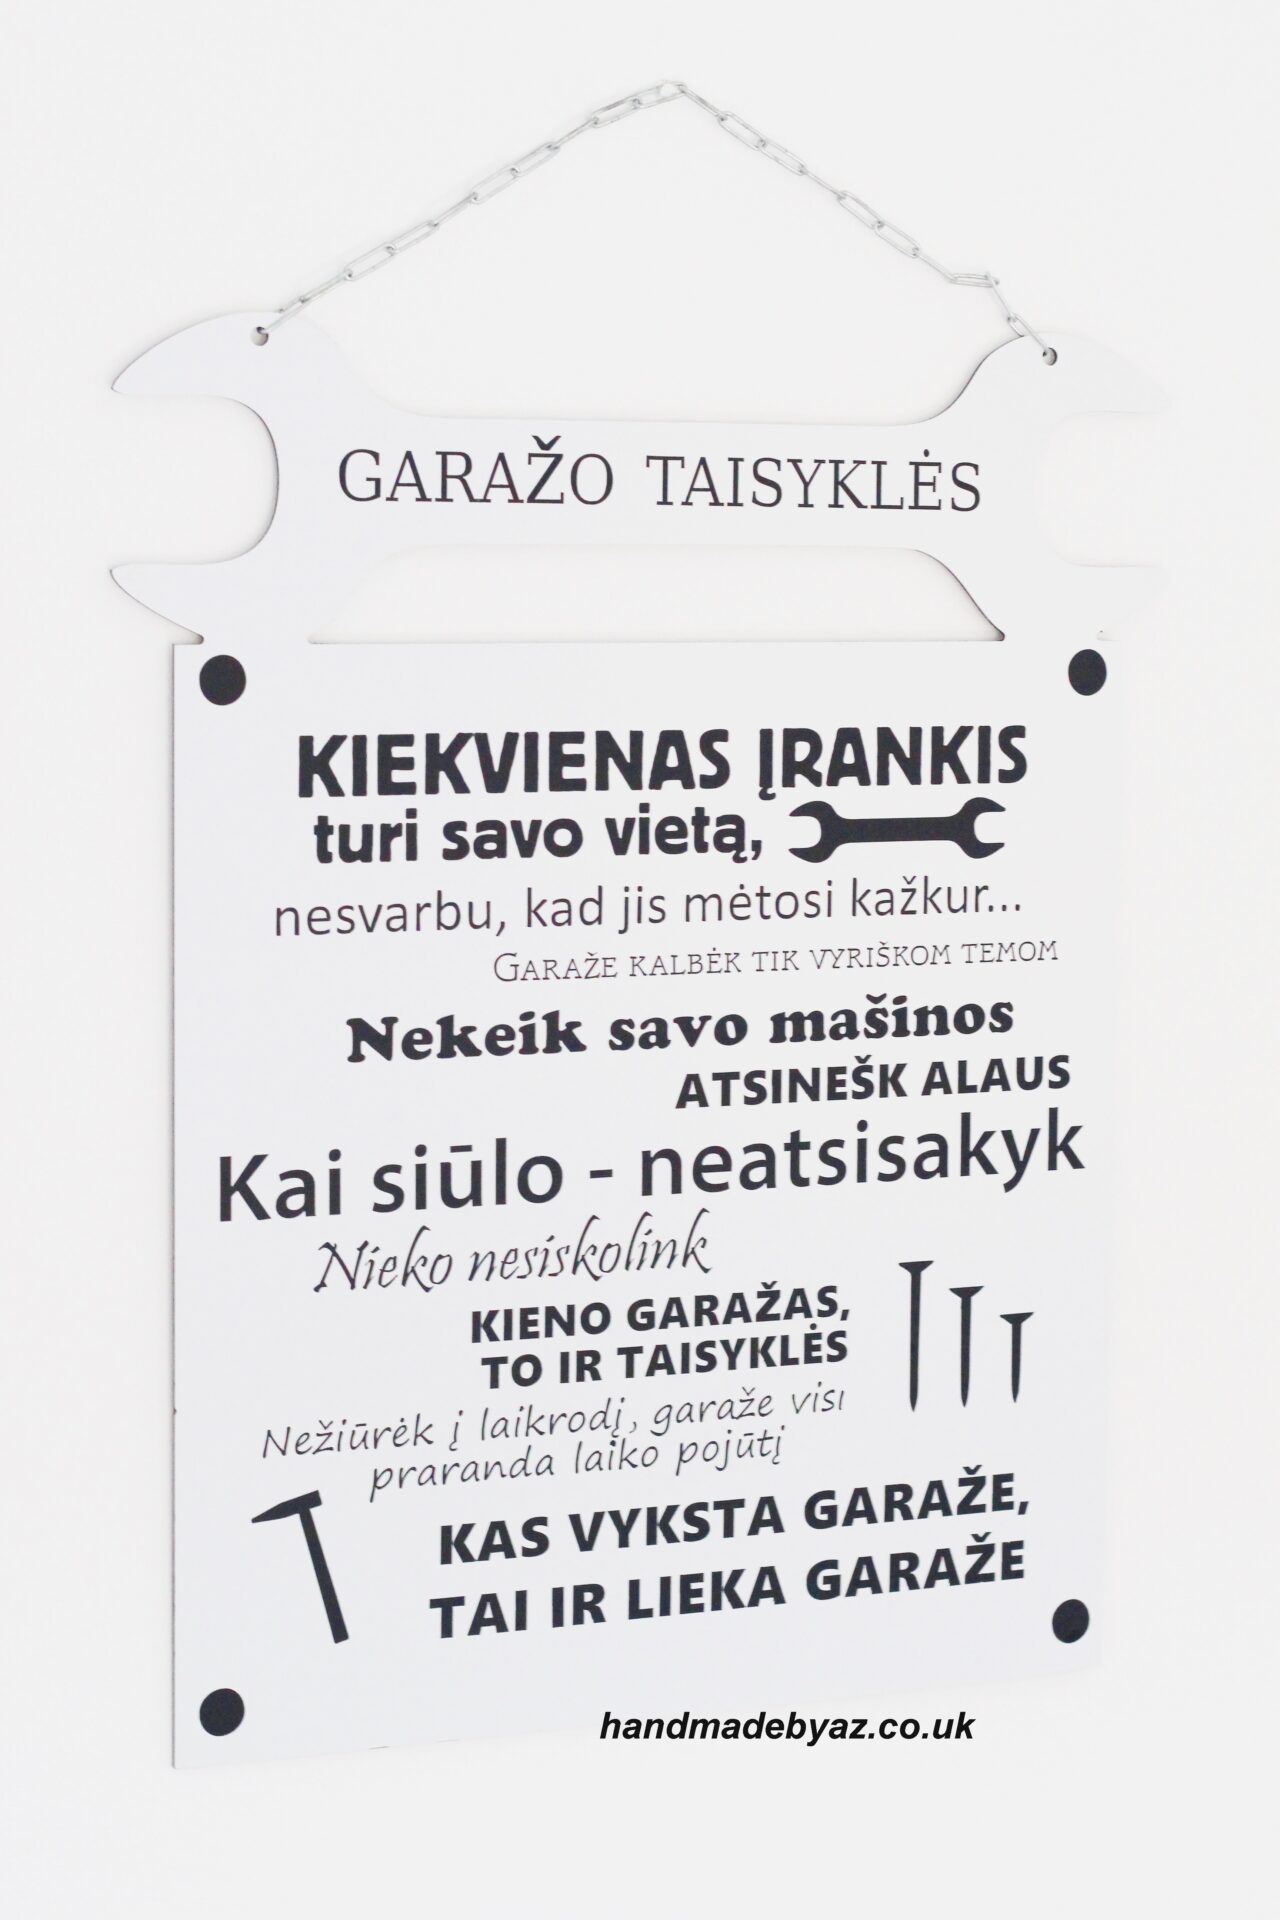 GARAŽO TAISYKLĖS
KIEKVIENAS ĮRANKIS
turi savo vietą,
nesvarbu, kad jis mėtosi kažkur...
GARAŽE KALBĖK TIK VYRIŠKOM TEMOM
Nekeik savo mašinos
ATSINEŠK ALAUS
Kai siūlo - neatsisakyk
Nieko nesiskolink
KIENO GARAŽAS,
TO IR TAISYKLĖS
Nežiūrėk į laikrodį, garaže visi
praranda laiko pojūtį
KAS VYKSTA GARAŽE,
TAI IR LIEKA GARAŽE
handmadebyaz.co.uk